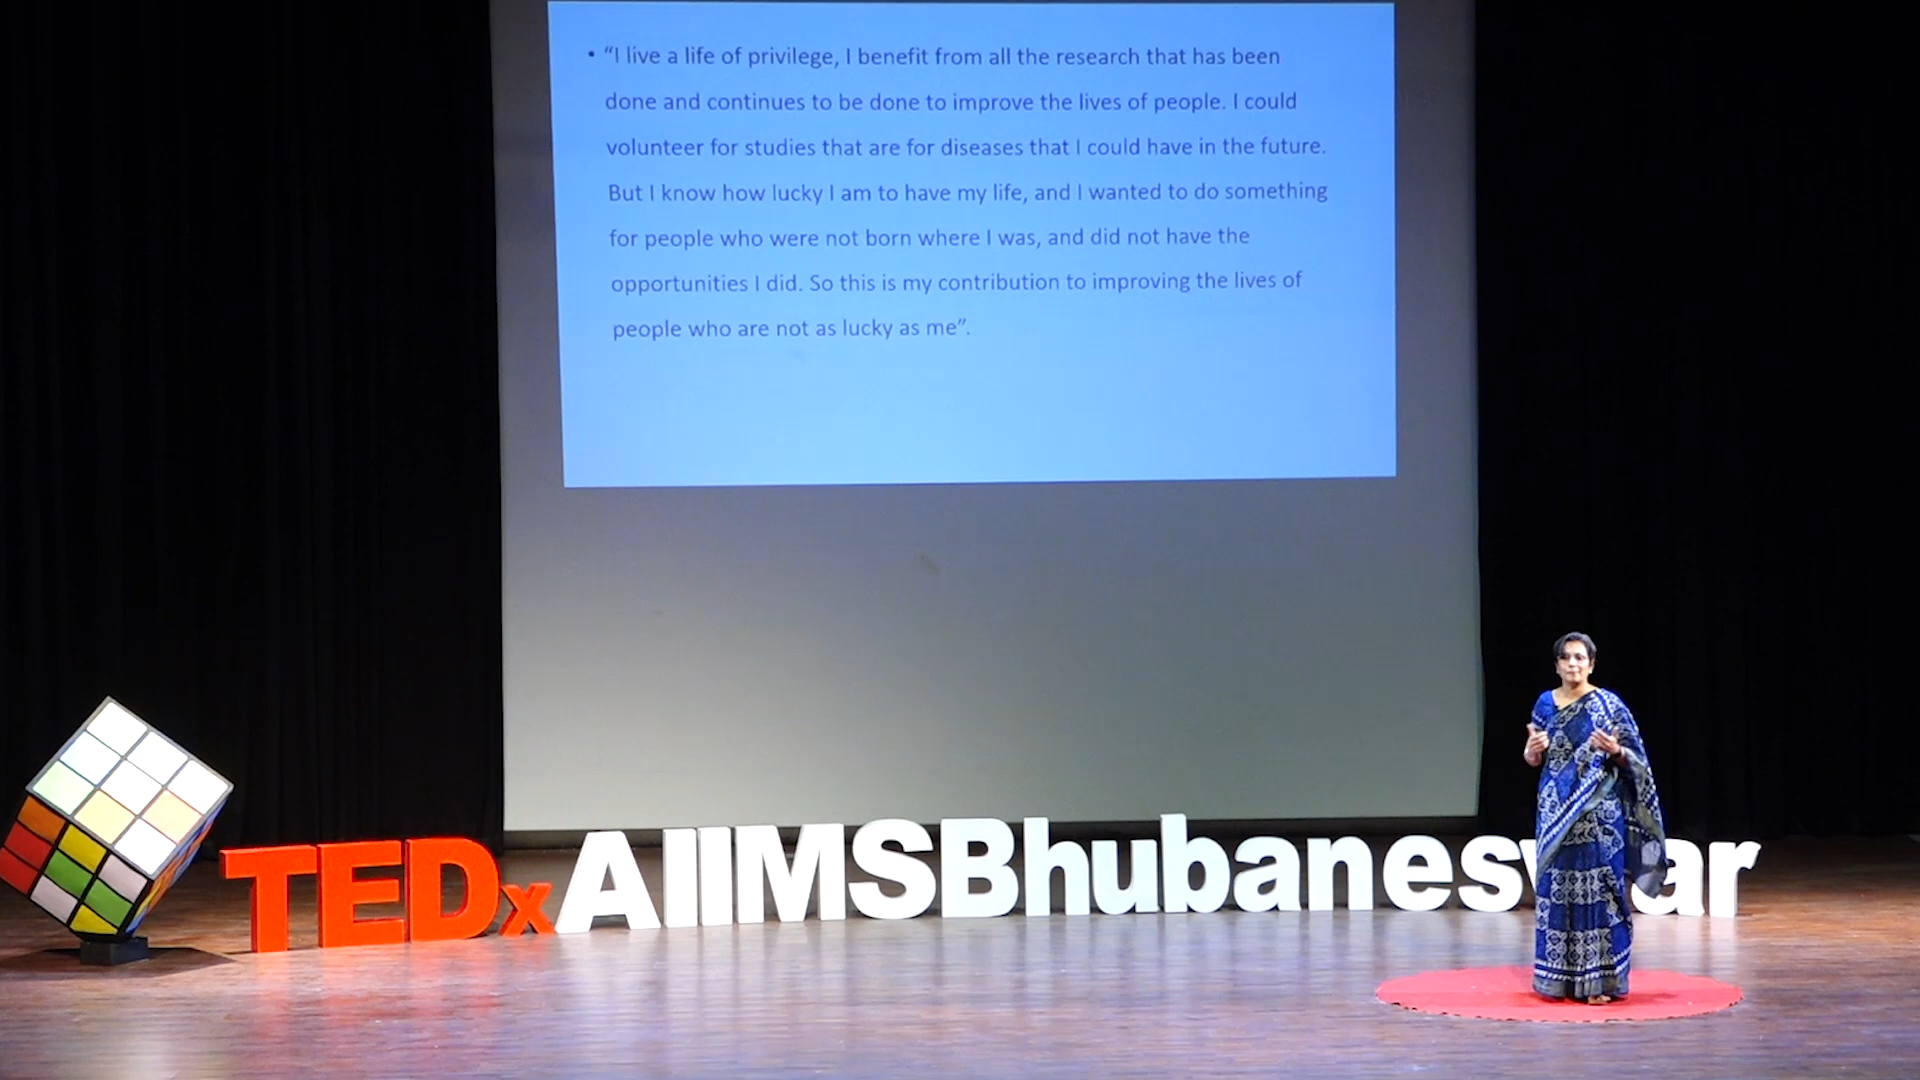 • “I live a life of privilege, I benefit from all the research that has been
done and continues to be done to improve the lives of people. I could
volunteer for studies that are for diseases that I could have in the future.
But I know how lucky I am to have my life, and I wanted to do something
for people who were not born where I was, and did not have the
opportunities I did. So this is my contribution to improving the lives of
people who are not as lucky as me”.
TEDxAIIMSBhubaneswar